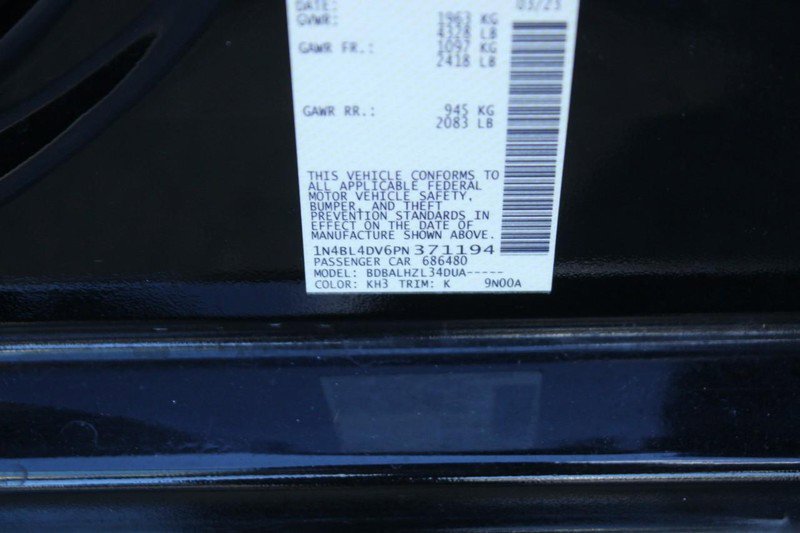 DATE: 03/23
GVWR: 1963 KG
4328 LB
GAWR FR.: 1097 KG
2418 LB
GAWR RR.: 945 KG
2083 LB
THIS VEHICLE CONFORMS TO
ALL APPLICABLE FEDERAL
MOTOR VEHICLE SAFETY,
BUMPER, AND THEFT
PREVENTION STANDARDS IN
EFFECT ON THE DATE OF
MANUFACTURE SHOWN ABOVE.
1N4BL4DV6PN371194
PASSENGER CAR 686480
MODEL: BDBALHZL34DUA-----
COLOR: KH3 TRIM: K 9N00A